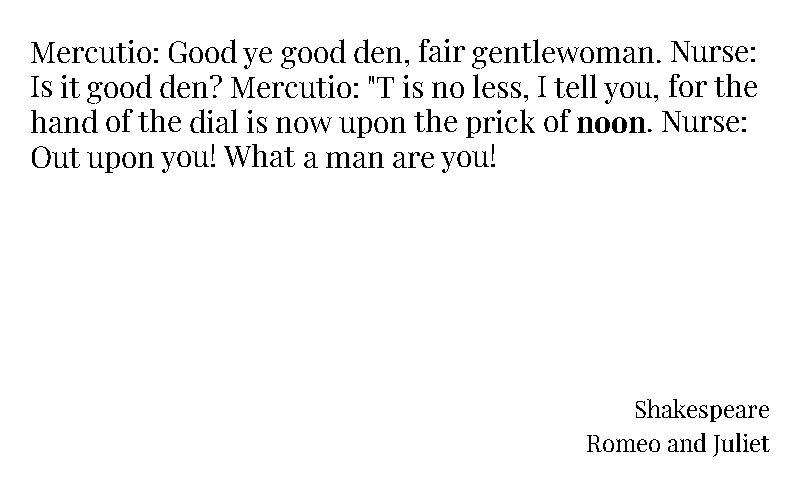 Mercutio: Good ye good den, fair gentlewoman. Nurse:
Is it good den? Mercutio: "T is no less, I tell you, for the
hand of the dial is now upon the prick of noon. Nurse:
Out upon you! What a man are you!
Shakespeare
Romeo and Juliet